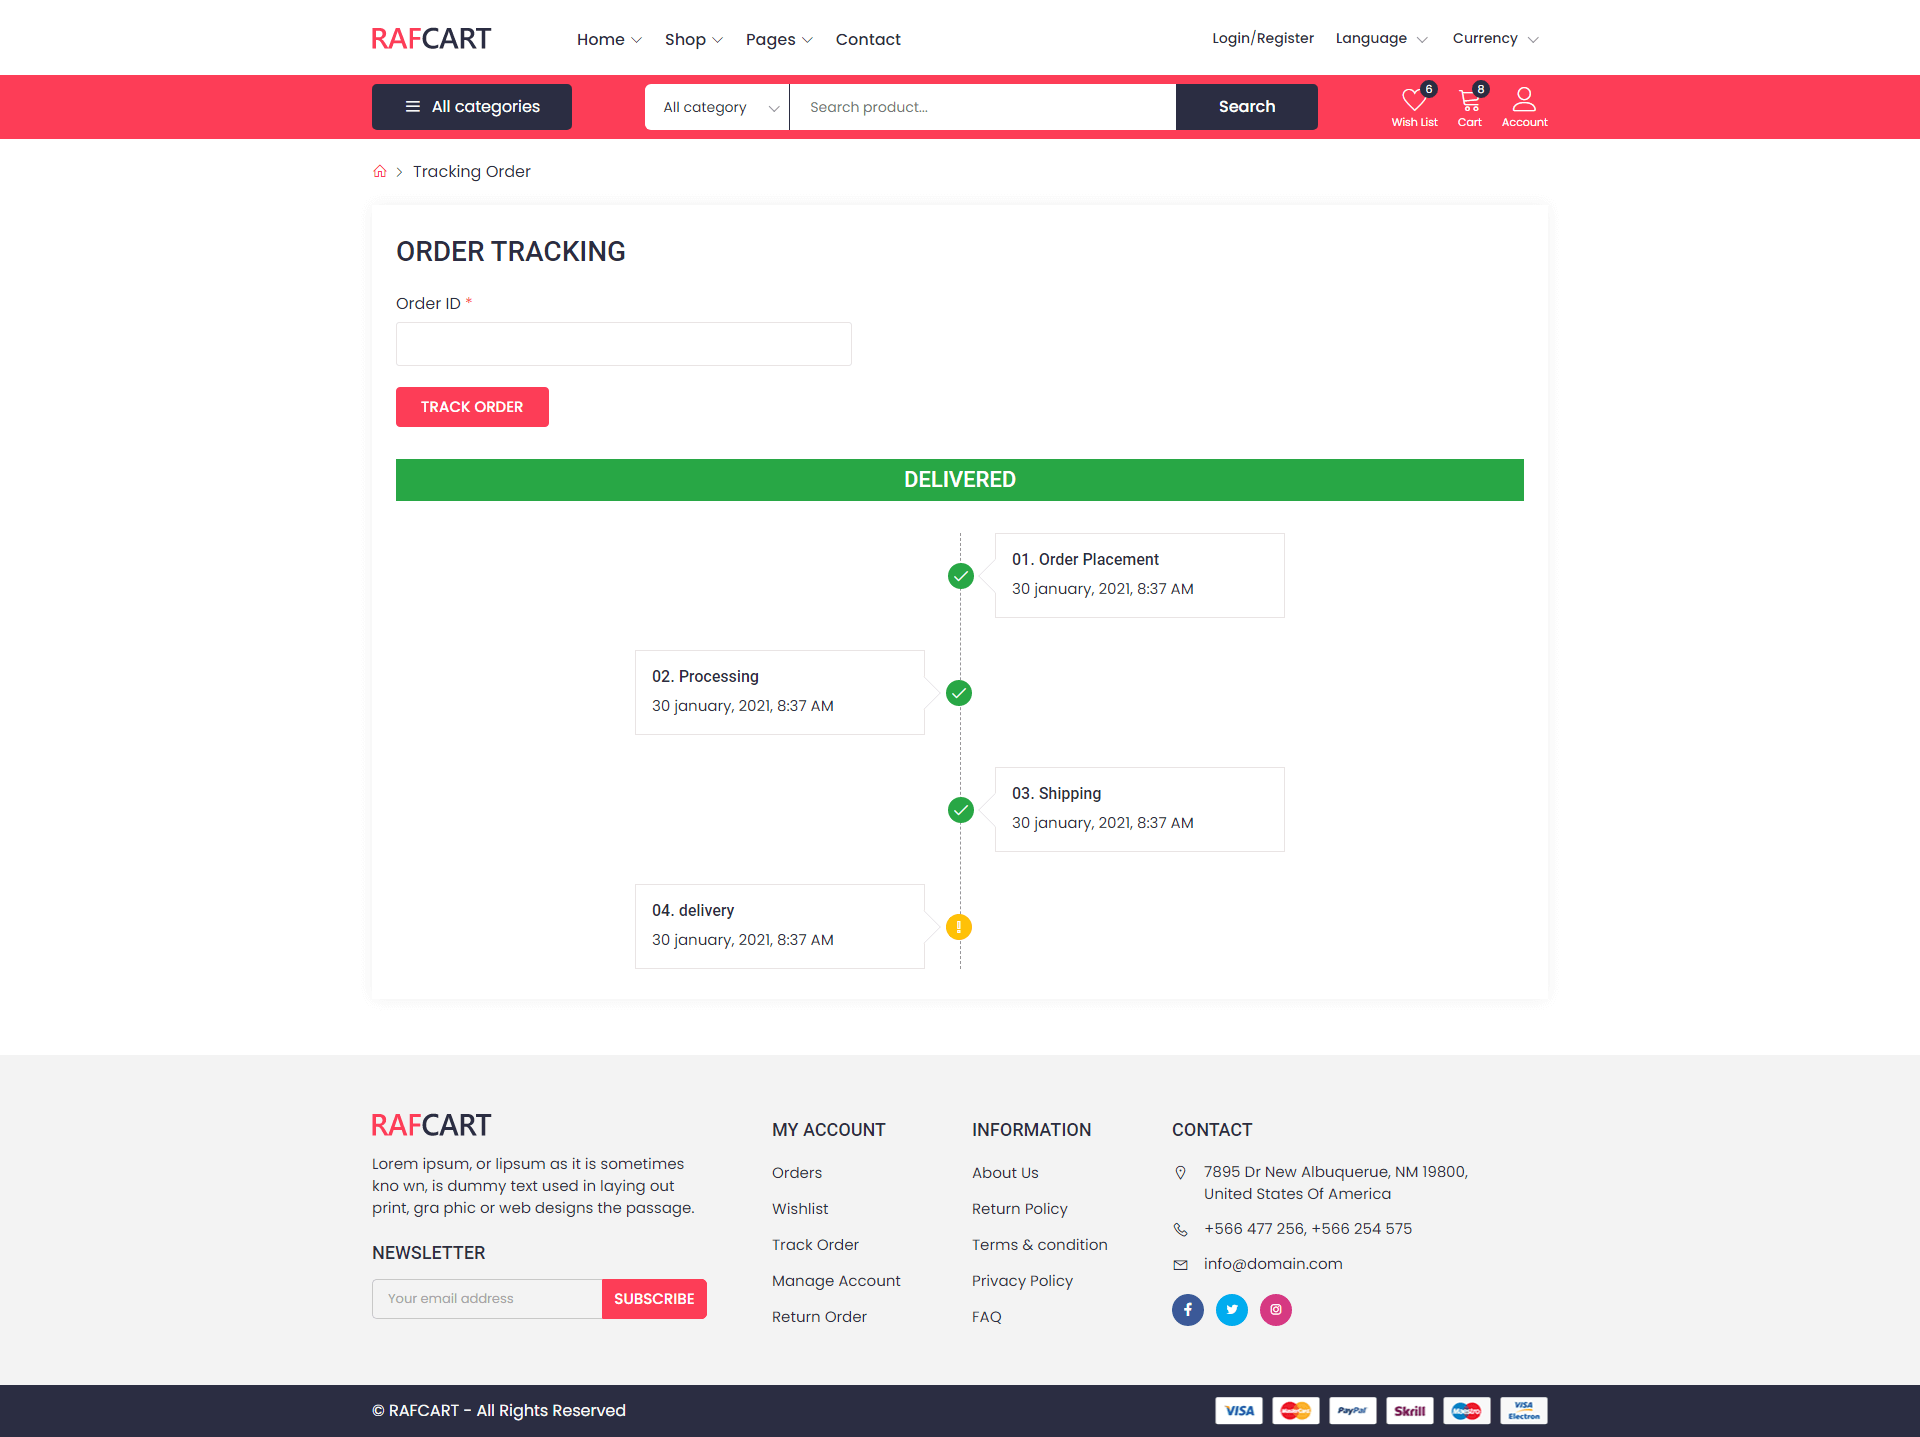 RAFCART
Home Shop Pages Contact
Login/Register Language Currency
All categories
All category Search product... Search
6 8
Wish List Cart Account
Tracking Order
ORDER TRACKING
Order ID *
TRACK ORDER
DELIVERED
01. Order Placement
30 january, 2021, 8:37 AM
02. Processing
30 january, 2021, 8:37 AM
03. Shipping
30 january, 2021, 8:37 AM
04. delivery
30 january, 2021, 8:37 AM
RAFCART
Lorem ipsum, or lipsum as it is sometimes
kno wn, is dummy text used in laying out
print, gra phic or web designs the passage.
NEWSLETTER
Your email address SUBSCRIBE
MY ACCOUNT
Orders
Wishlist
Track Order
Manage Account
Return Order
INFORMATION
About Us
Return Policy
Terms & condition
Privacy Policy
FAQ
CONTACT
7895 Dr New Albuquerue, NM 19800,
United States Of America
+566 477 256, +566 254 575
info@domain.com
© RAFCART - All Rights Reserved
VISA MasterCard PayPal Skrill Maestro VISA
Electron